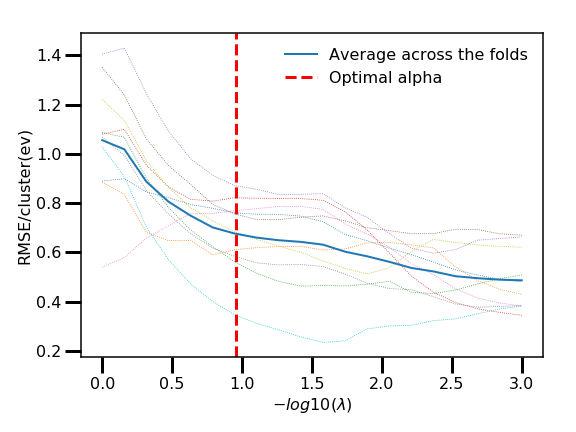 Average across the folds
Optimal alpha
RMSE/cluster(ev)
1.4
1.2
1.0
0.8
0.6
0.4
0.2
0.0 0.5 1.0 1.5 2.0 2.5 3.0
−log10(λ)